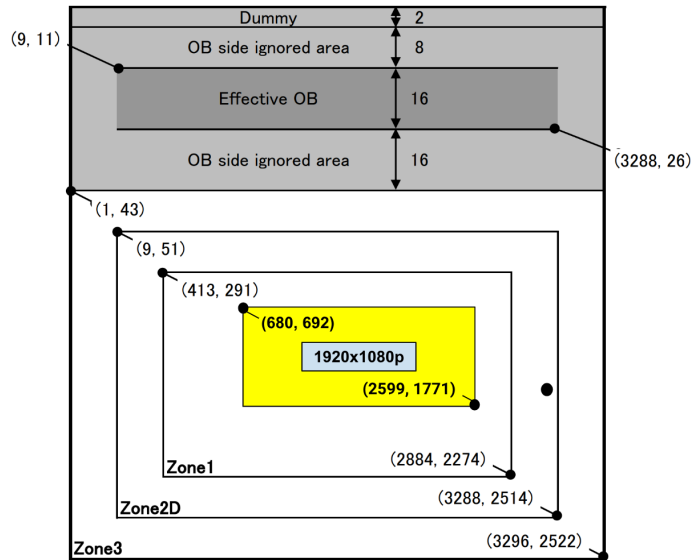 Dummy 2
(9, 11)
OB side ignored area 8
Effective OB 16
OB side ignored area 16
(3288, 26)
(1, 43)
(9, 51)
(413, 291)
(680, 692)
1920x1080p
(2599, 1771)
(2884, 2274)
Zone1
(3288, 2514)
Zone2D
(3296, 2522)
Zone3